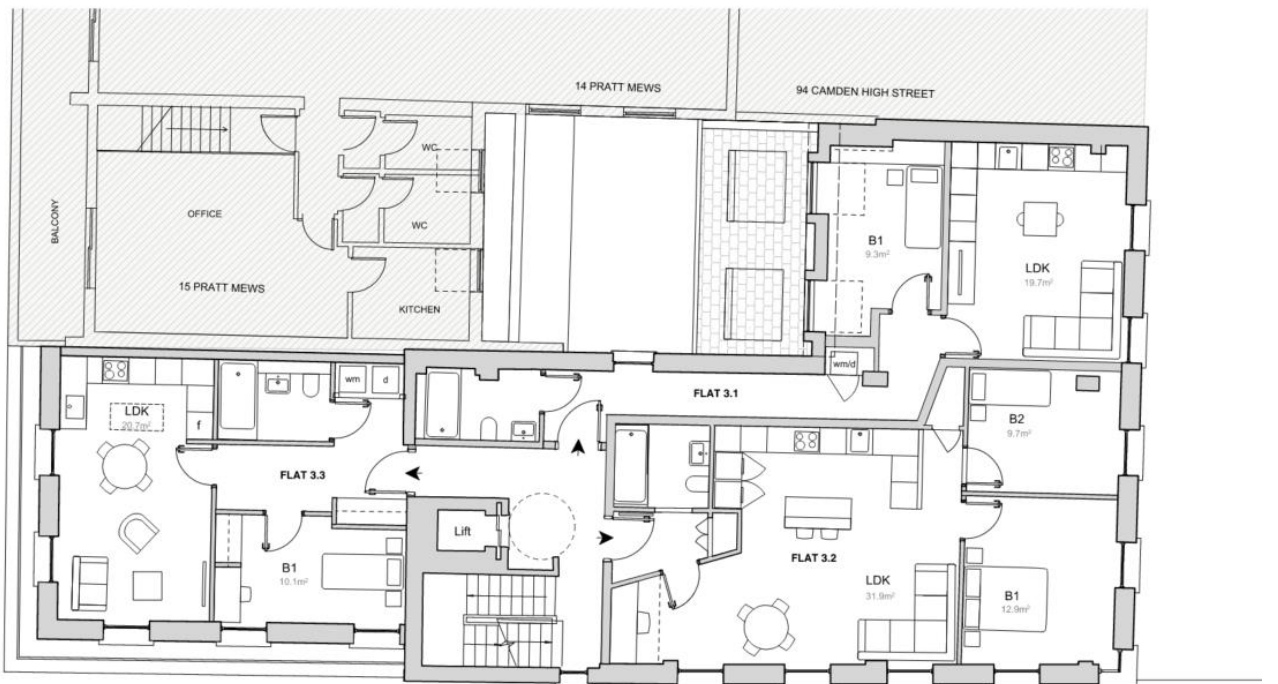 14 PRATT MEWS
94 CAMDEN HIGH STREET
WC
BALCONY
OFFICE
WC
B1
9.3m²
LDK
19.7m²
15 PRATT MEWS
KITCHEN
wm/d
wm
d
FLAT 3.1
LDK
20.7m²
f
B2
9.7m²
FLAT 3.3
Lift
FLAT 3.2
B1
10.1m²
LDK
31.9m²
B1
12.9m²